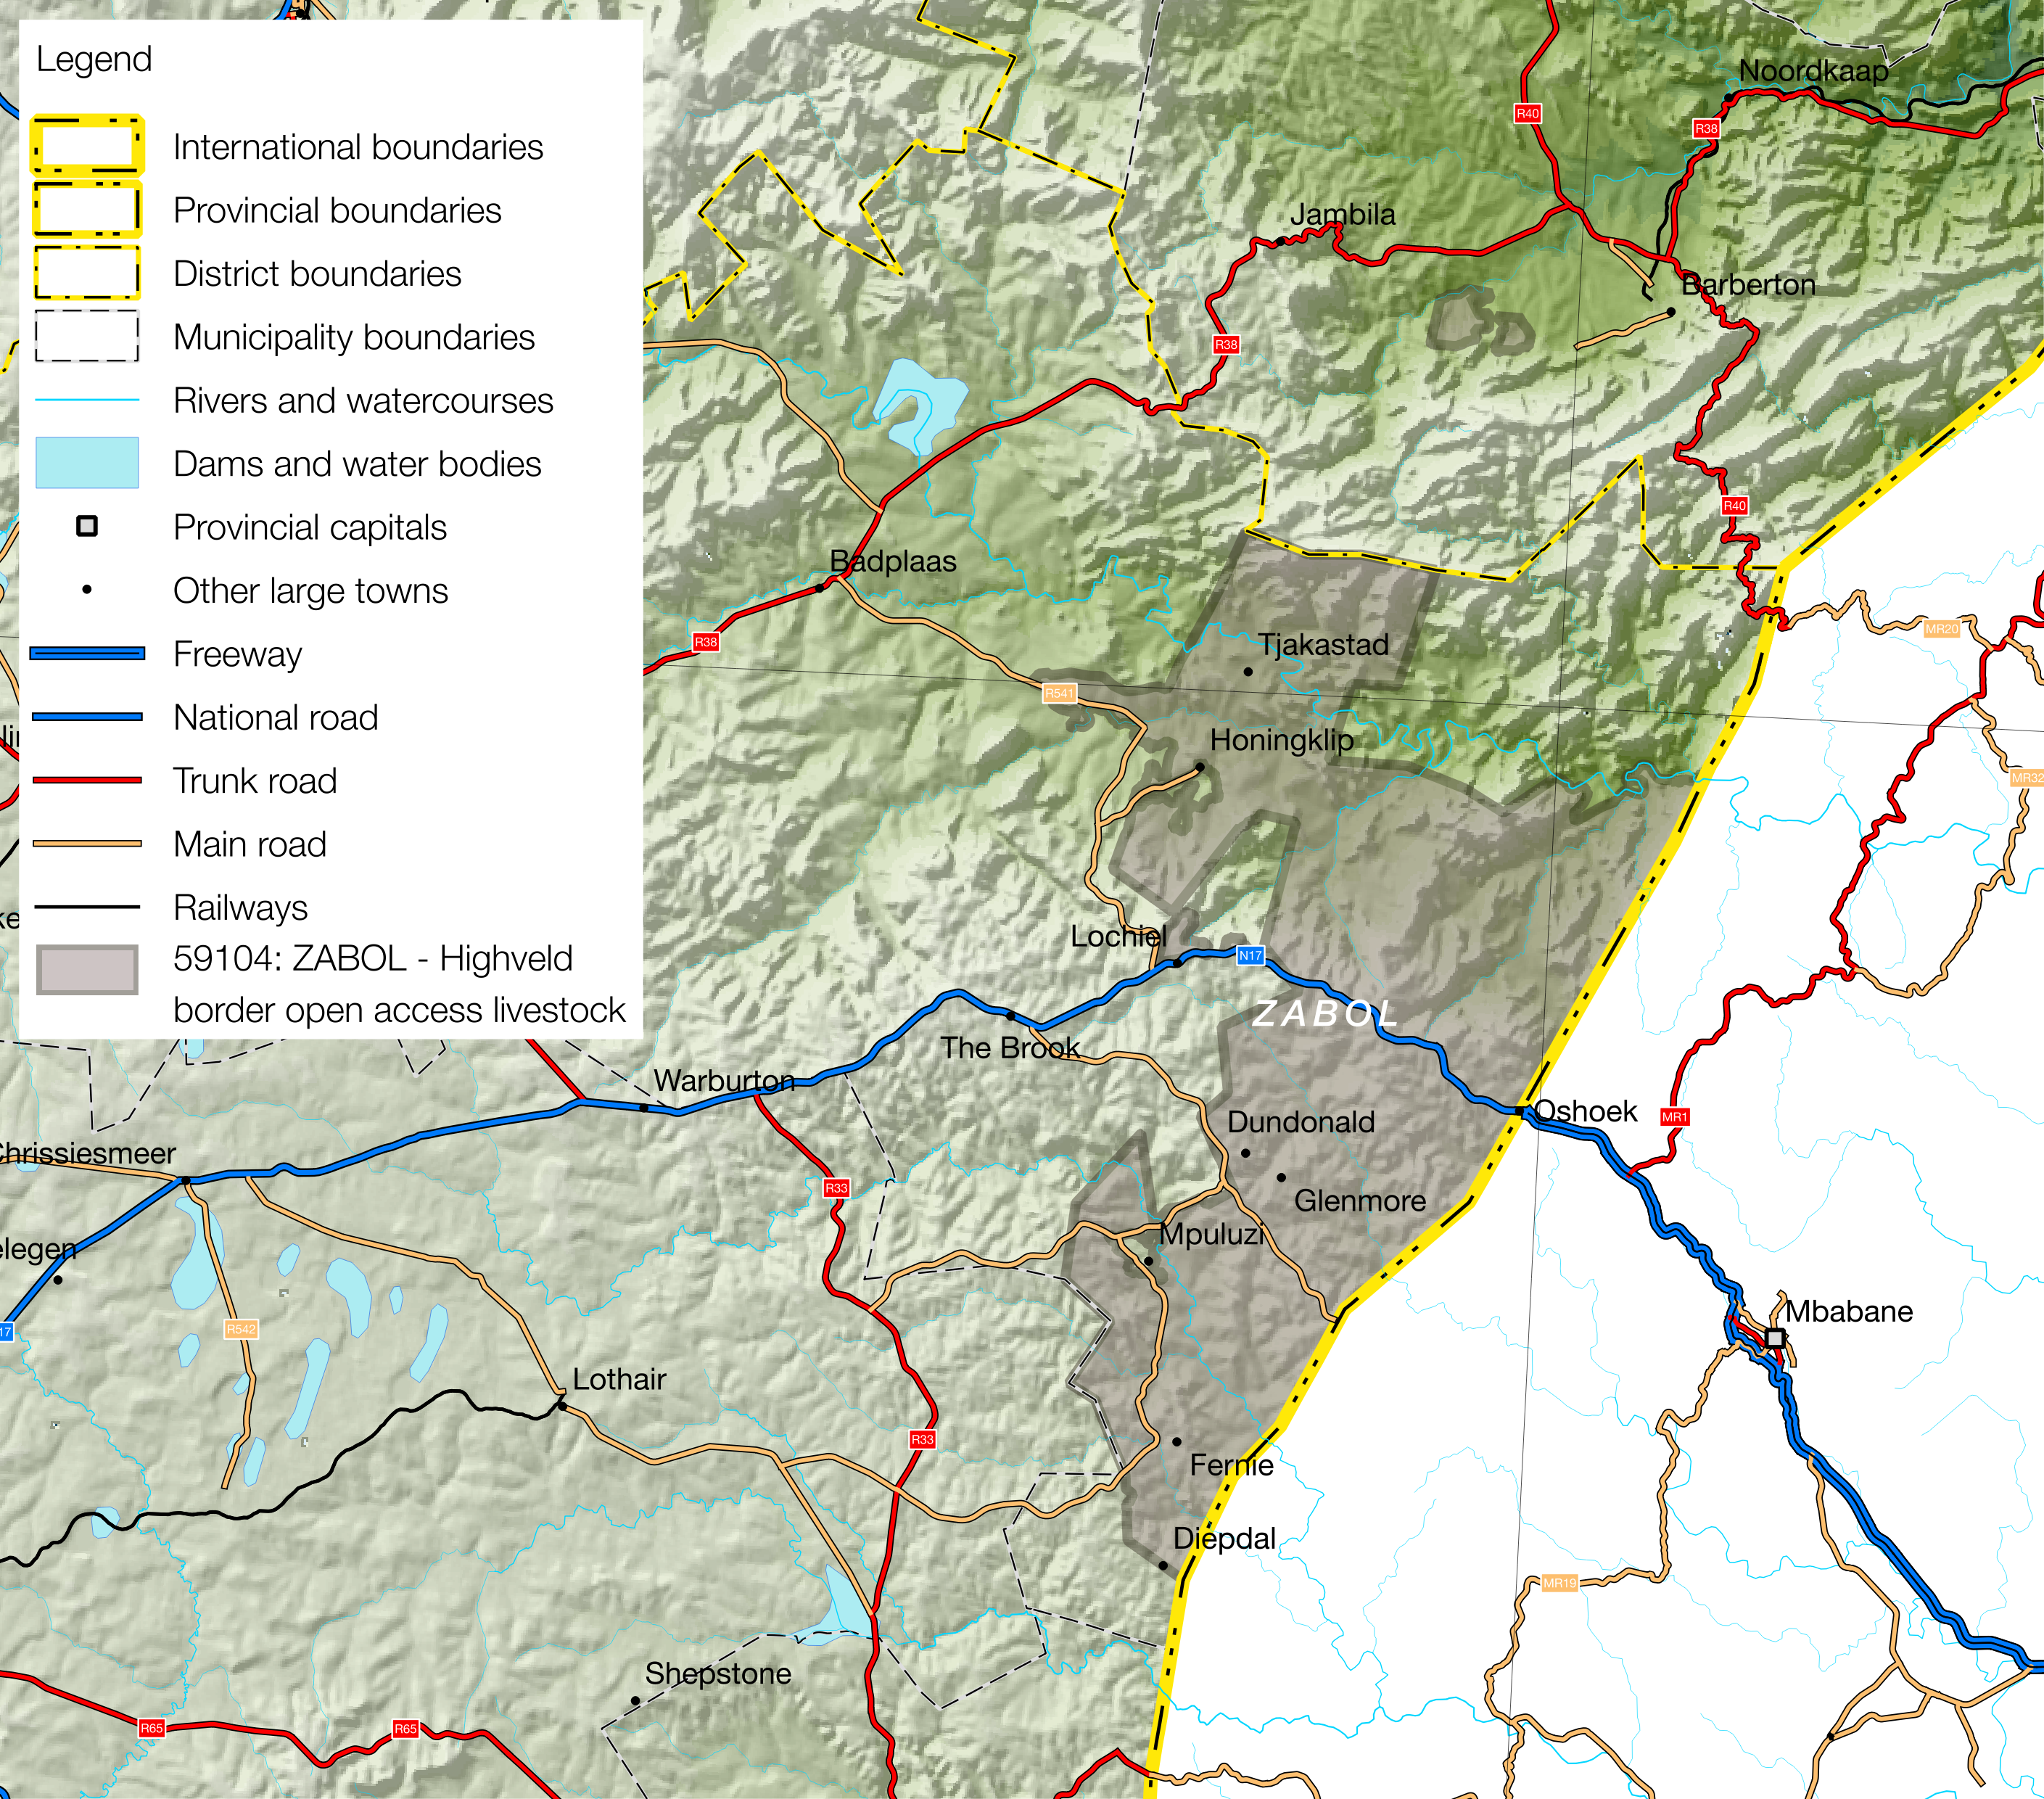 Legend
International boundaries
Provincial boundaries
District boundaries
Municipality boundaries
Rivers and watercourses
Dams and water bodies
Provincial capitals
Other large towns
Freeway
National road
Trunk road
Main road
Railways
59104: ZABOL - Highveld
border open access livestock
Noordkaap
R40
R38
Jambila
Barberton
R38
R40
Badplaas
R38
Tjakastad
MR20
R541
Honingklip
MR32
Lochiel
N17
ZABOL
The Brook
Warburton
Oshoek
MR1
Dundonald
Chrissiesmeer
R33
Glenmore
Mpuluzi
elegen
Mbabane
17
R542
Lothair
R33
Fernie
Diepdal
MR19
Shepstone
R65
R65